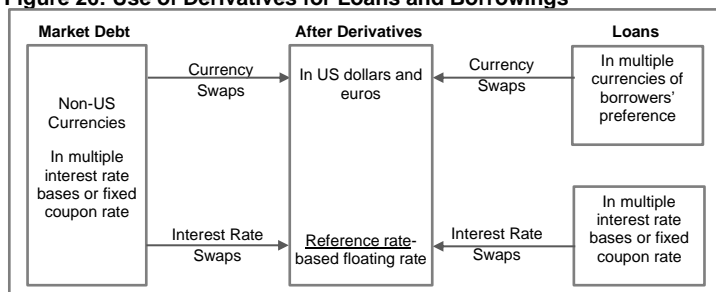 Figure 20: Use of Derivatives for Loans and Borrowings
Market Debt
After Derivatives
Loans
Non-US
Currencies
In multiple
interest rate
bases or fixed
coupon rate
Currency
Swaps
Interest Rate
Swaps
In US dollars and
euros
Reference rate-
based floating rate
Currency
Swaps
Interest Rate
Swaps
In multiple
currencies of
borrowers'
preference
In multiple
interest rate
bases or fixed
coupon rate